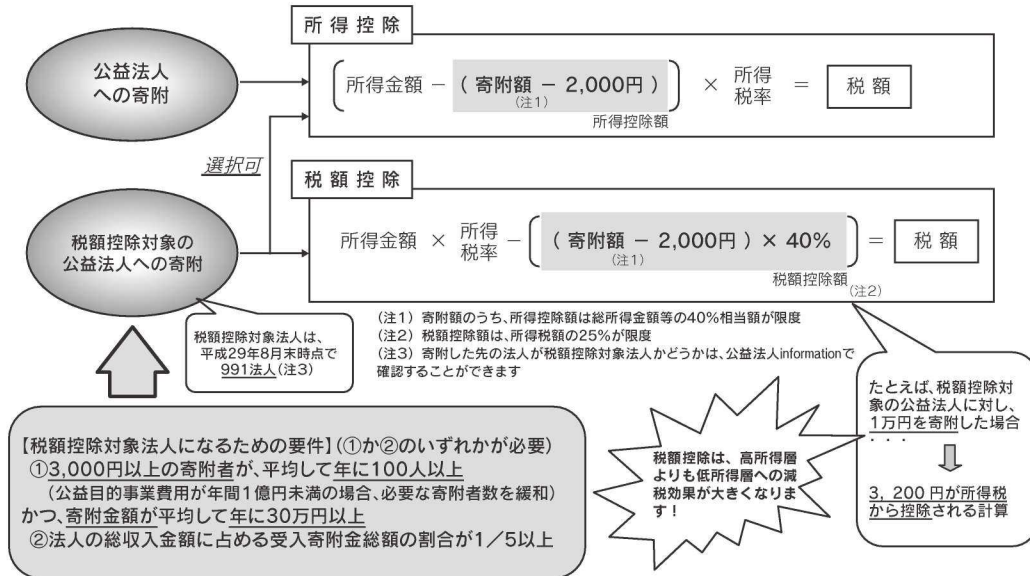 所得控除
公益法人
への寄附
所得金額 － （ 寄附額 － 2,000円 ） × 所得税率 ＝ 税額
(注1)
所得控除額
選択可
税額控除
税額控除対象の
公益法人への寄附
所得金額 × 所得税率 － （ 寄附額 － 2,000円 ） × 40% ＝ 税額
(注1)
税額控除額
(注2)
税額控除対象法人は、
平成29年8月末時点で
991法人(注3)
(注1) 寄附額のうち、所得控除額は総所得金額等の40%相当額が限度
(注2) 税額控除額は、所得税額の25%が限度
(注3) 寄附した先の法人が税額控除対象法人かどうかは、公益法人informationで
確認することができます
たとえば、税額控除対
象の公益法人に対し、
1万円を寄附した場合
・・・
3, 200円が所得税
から控除される計算
税額控除は、高所得層
よりも低所得層への減
税効果が大きくなりま
す！
【税額控除対象法人になるための要件】(①か②のいずれかが必要)
①3,000円以上の寄附者が、平均して年に100人以上
(公益目的事業費用が年間1億円未満の場合、必要な寄附者数を緩和)
かつ、寄附金額が平均して年に30万円以上
②法人の総収入金額に占める受入寄附金総額の割合が1／5以上